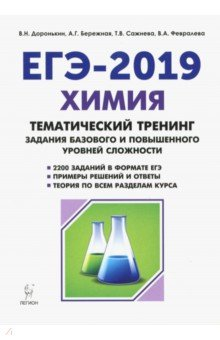 В.Н. Доронькин, А.Г. Бережная, Т.В. Сажнева, В.А. Февралева
ЕГЭ-2019
ХИМИЯ
ТЕМАТИЧЕСКИЙ ТРЕНИНГ
ЗАДАНИЯ БАЗОВОГО И ПОВЫШЕННОГО
УРОВНЕЙ СЛОЖНОСТИ
2200 ЗАДАНИЙ В ФОРМАТЕ ЕГЭ
ПРИМЕРЫ РЕШЕНИЙ И ОТВЕТЫ
ТЕОРИЯ ПО ВСЕМ РАЗДЕЛАМ КУРСА
ЛЕГИОН